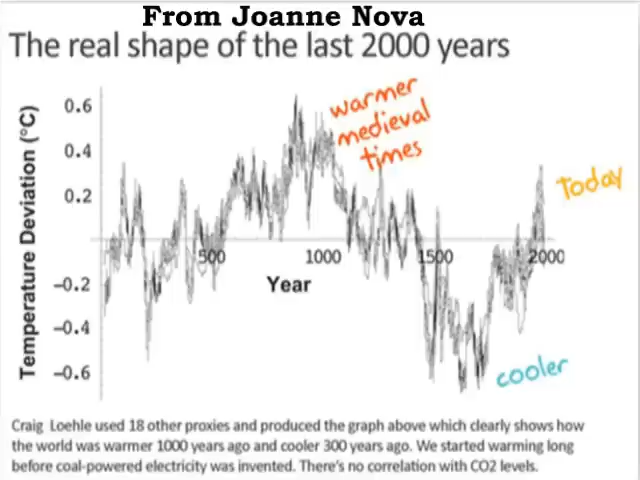 From Joanne Nova
The real shape of the last 2000 years
Temperature Deviation (°C)
0.6
0.4
0.2
−0.2
−0.4
−0.6
warmer
medieval
times
Today
500
1000
1500
2000
Year
cooler
Craig Loehle used 18 other proxies and produced the graph above which clearly shows how
the world was warmer 1000 years ago and cooler 300 years ago. We started warming long
before coal-powered electricity was invented. There's no correlation with CO2 levels.